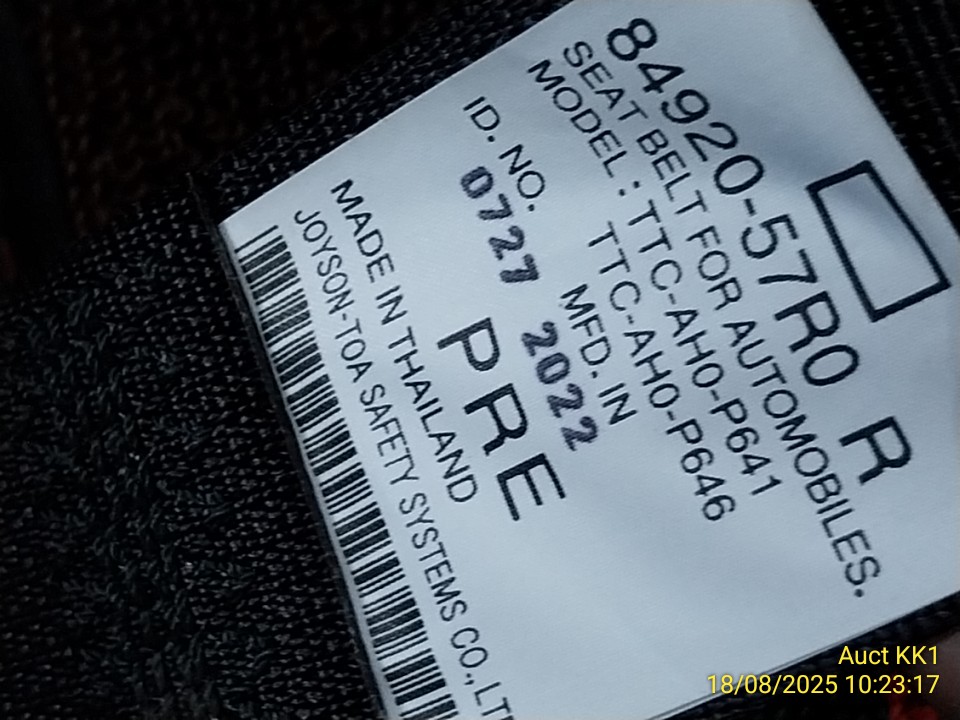 84920-57R0 R
SEAT BELT FOR AUTOMOBILES.
MODEL : TTC-AH0-P641
TTC-AH0-P646
ID. NO. MFD. IN
0727 2022
PRE
MADE IN THAILAND
JOYSON-TOA SAFETY SYSTEMS CO., LT
Auct KK1
18/08/2025 10:23:17